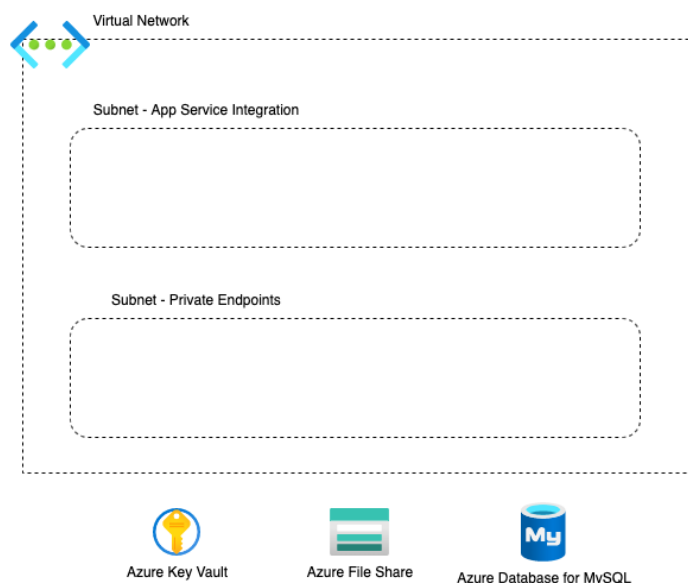 Virtual Network
Subnet - App Service Integration
Subnet - Private Endpoints
My
Azure Key Vault
Azure File Share
Azure Database for MySQL